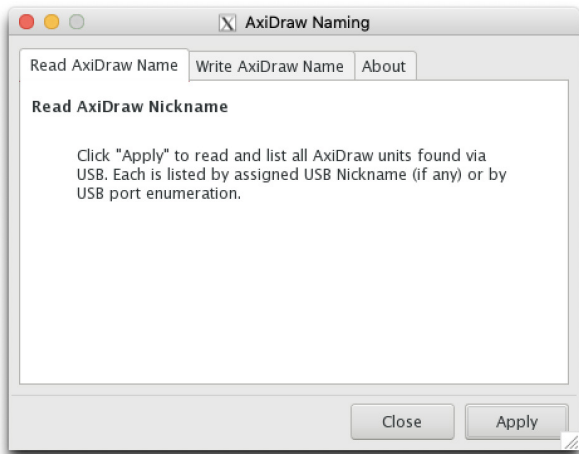 AxiDraw Naming
Read AxiDraw Name
Write AxiDraw Name
About
Read AxiDraw Nickname
Click "Apply" to read and list all AxiDraw units found via
USB. Each is listed by assigned USB Nickname (if any) or by
USB port enumeration.
Close
Apply